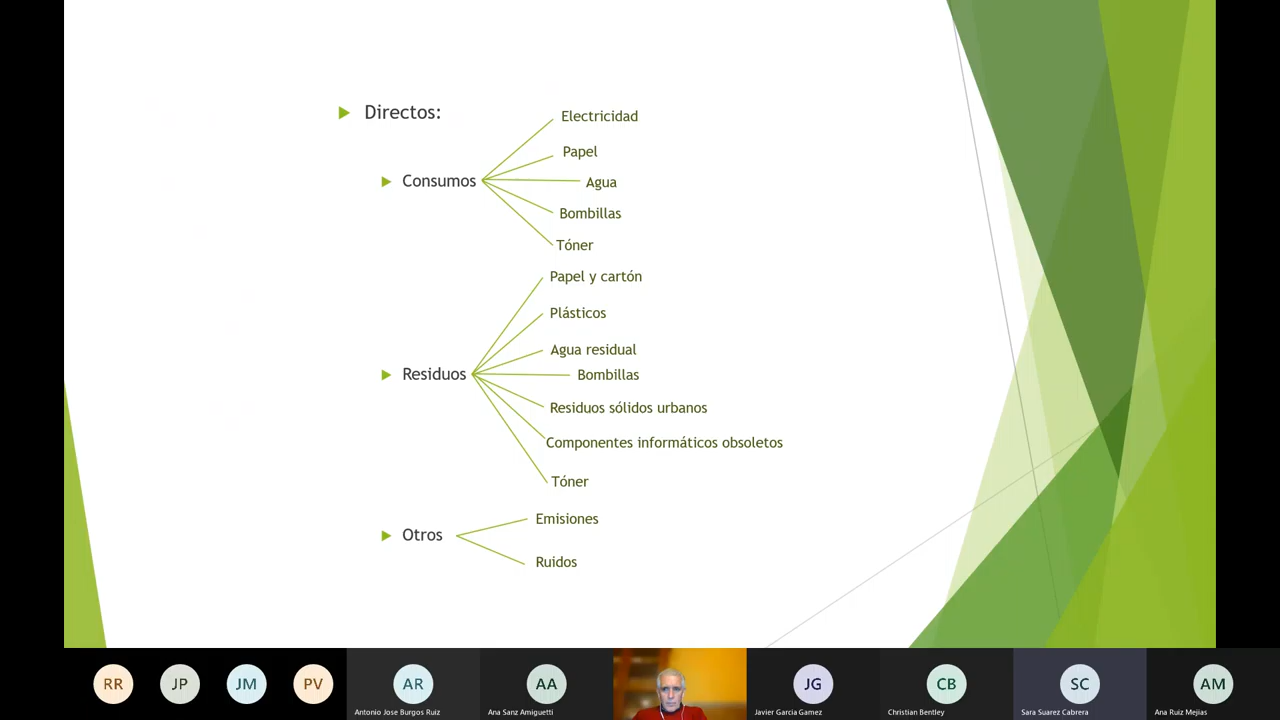 Directos:
Consumos
Electricidad
Papel
Agua
Bombillas
Tóner
Residuos
Papel y cartón
Plásticos
Agua residual
Bombillas
Residuos sólidos urbanos
Componentes informáticos obsoletos
Tóner
Otros
Emisiones
Ruidos
RR
JP
JM
PV
AR
Antonio Jose Burgos Ruiz
AA
Ana Sanz Amiguetti
JG
Javier Garcia Gamez
CB
Christian Bentley
SC
Sara Suarez Cabrera
AM
Ana Ruiz Mejias